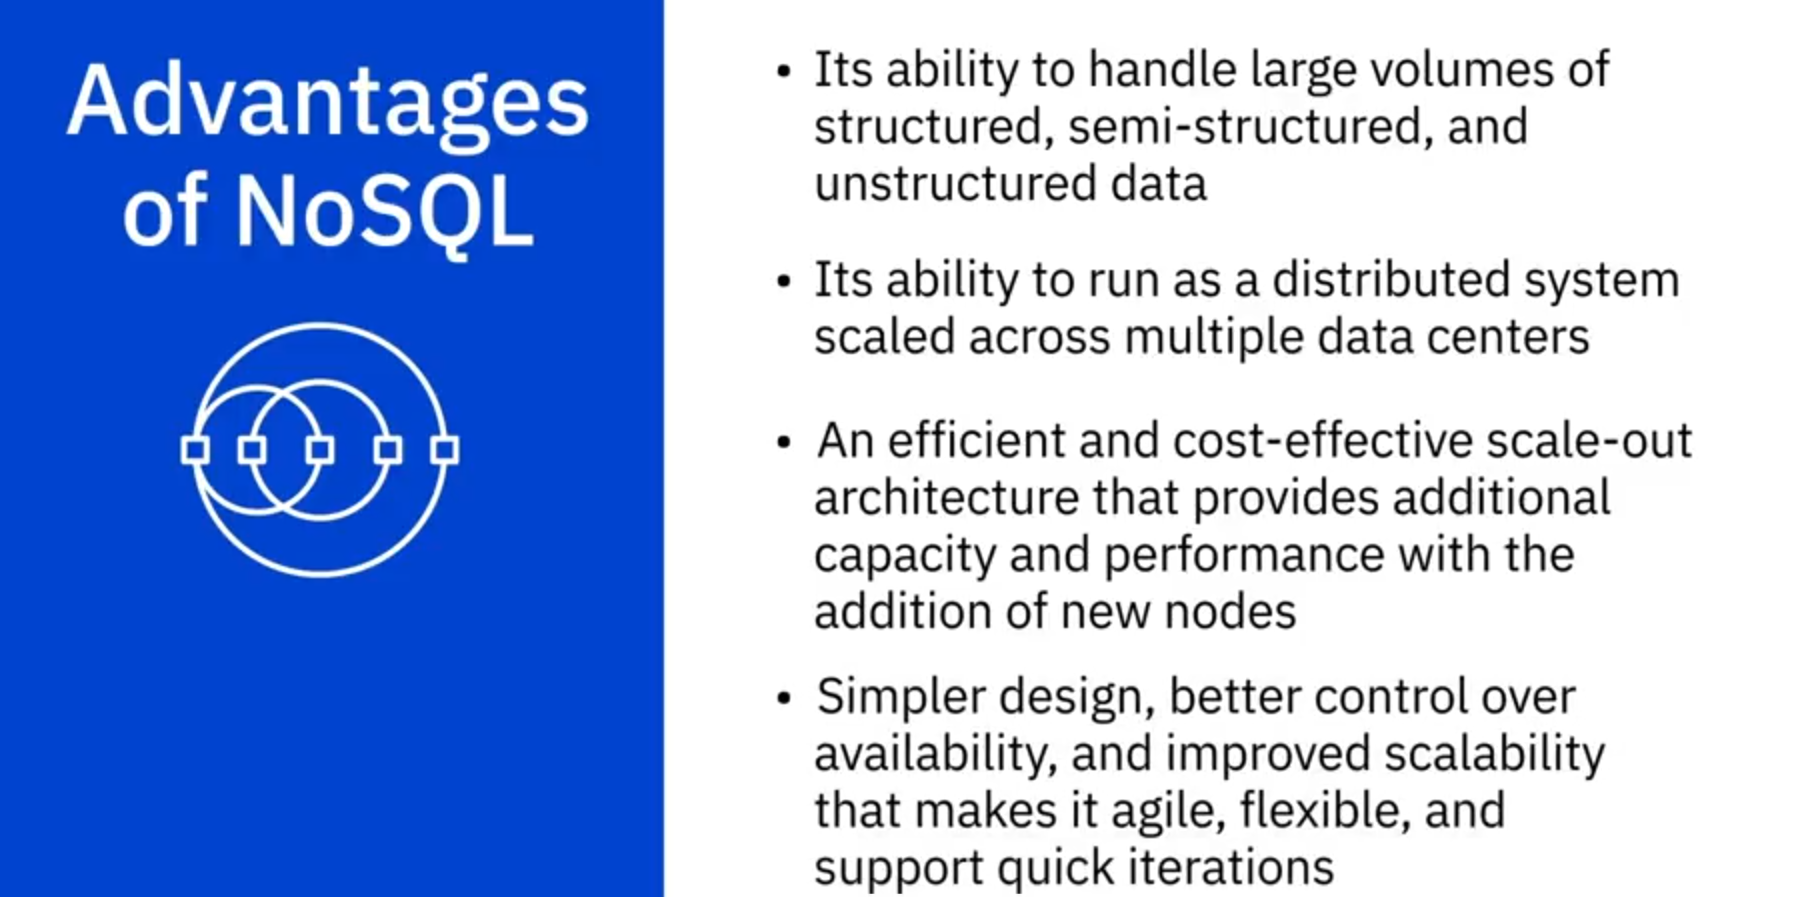 Advantages
of NoSQL
• Its ability to handle large volumes of
structured, semi-structured, and
unstructured data
• Its ability to run as a distributed system
scaled across multiple data centers
• An efficient and cost-effective scale-out
architecture that provides additional
capacity and performance with the
addition of new nodes
• Simpler design, better control over
availability, and improved scalability
that makes it agile, flexible, and
support quick iterations